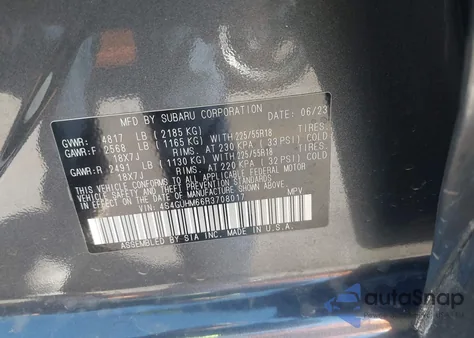 MFD BY SUBARU CORPORATION DATE 06/23
GVWR: 4817 LB (2185 KG)
GAWR:F 2568 LB (1165 KG) WITH 225/55R18 TIRES.
18X7J RIMS. AT 230 KPA (33 PSI) COLD
GAWR:R 2491 LB (1130 KG) WITH 225/55R18 TIRES.
18X7J RIMS. AT 220 KPA (32 PSI) COLD
THIS VEHICLE CONFORMS TO ALL APPLICABLE FEDERAL MOTOR
VEHICLE SAFETY STANDARDS IN EFFECT ON THE DATE OF
MANUFACTURE SHOWN ABOVE.
VIN: 4S4GUHM66R3708017 MPV
ASSEMBLED BY SIA INC. MADE IN U.S.A.
autoSnap